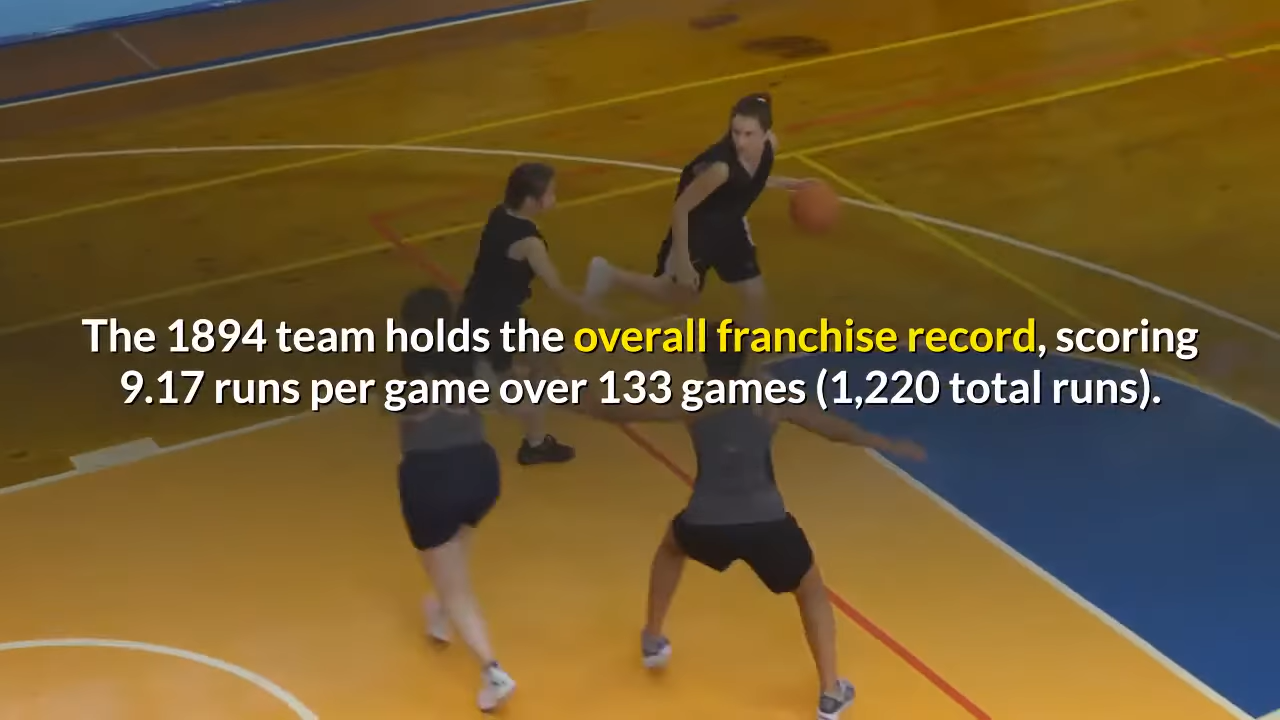 The 1894 team holds the overall franchise record, scoring
9.17 runs per game over 133 games (1,220 total runs).